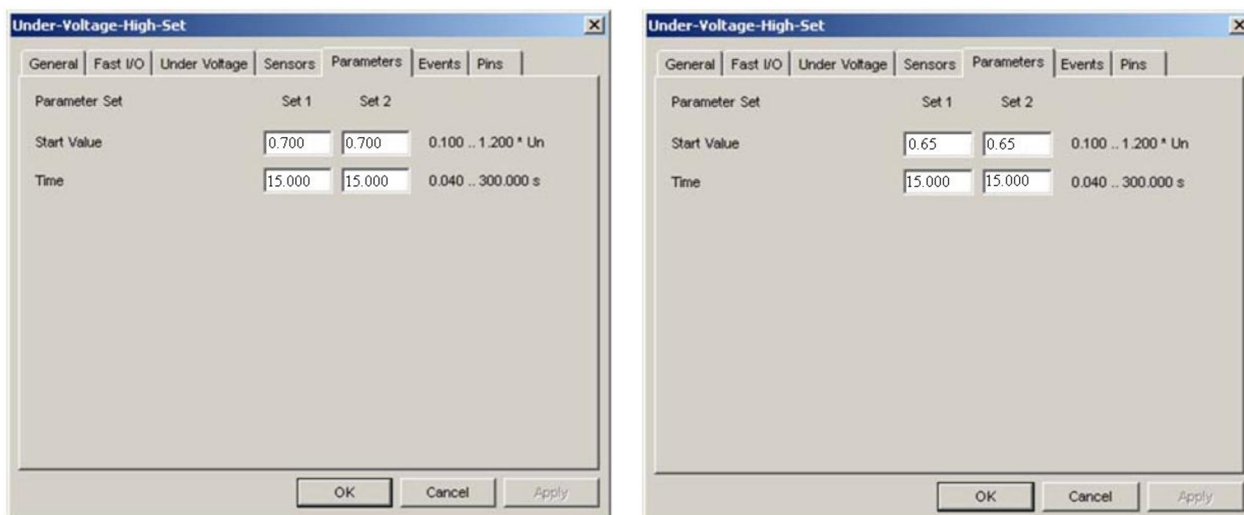 Under-Voltage-High-Set
General Fast I/O Under Voltage Sensors Parameters Events Pins
Parameter Set Set 1 Set 2
Start Value 0.700 0.700 0.100 .. 1.200 * Un
Time 15.000 15.000 0.040 .. 300.000 s
OK Cancel Apply
Under-Voltage-High-Set
General Fast I/O Under Voltage Sensors Parameters Events Pins
Parameter Set Set 1 Set 2
Start Value 0.65 0.65 0.100 .. 1.200 * Un
Time 15.000 15.000 0.040 .. 300.000 s
OK Cancel Apply